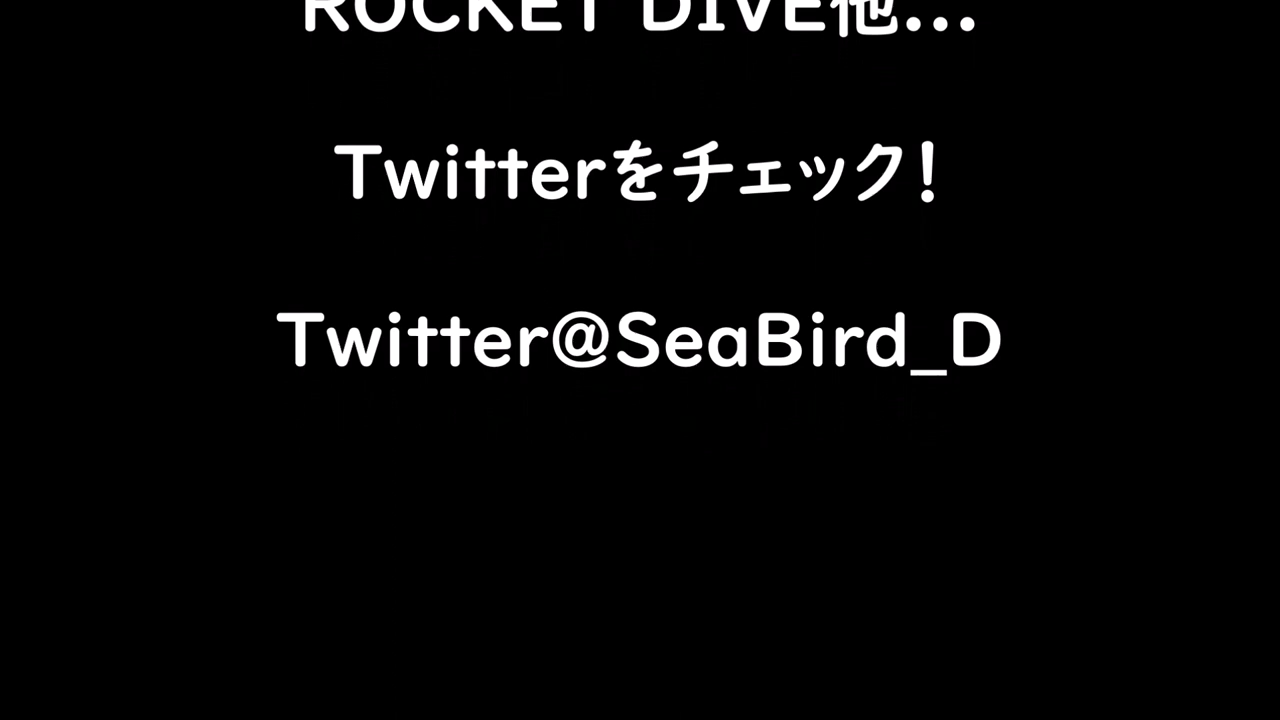 ROCKET DIVE他...
Twitterをチェック!
Twitter@SeaBird_D